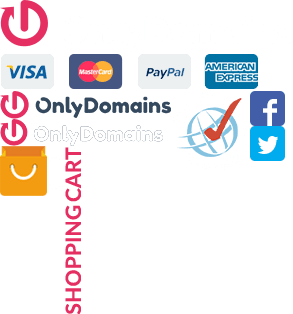 VISA
MasterCard
PayPal
AMERICAN EXPRESS
OnlyDomains
OnlyDomains
SHOPPING CART